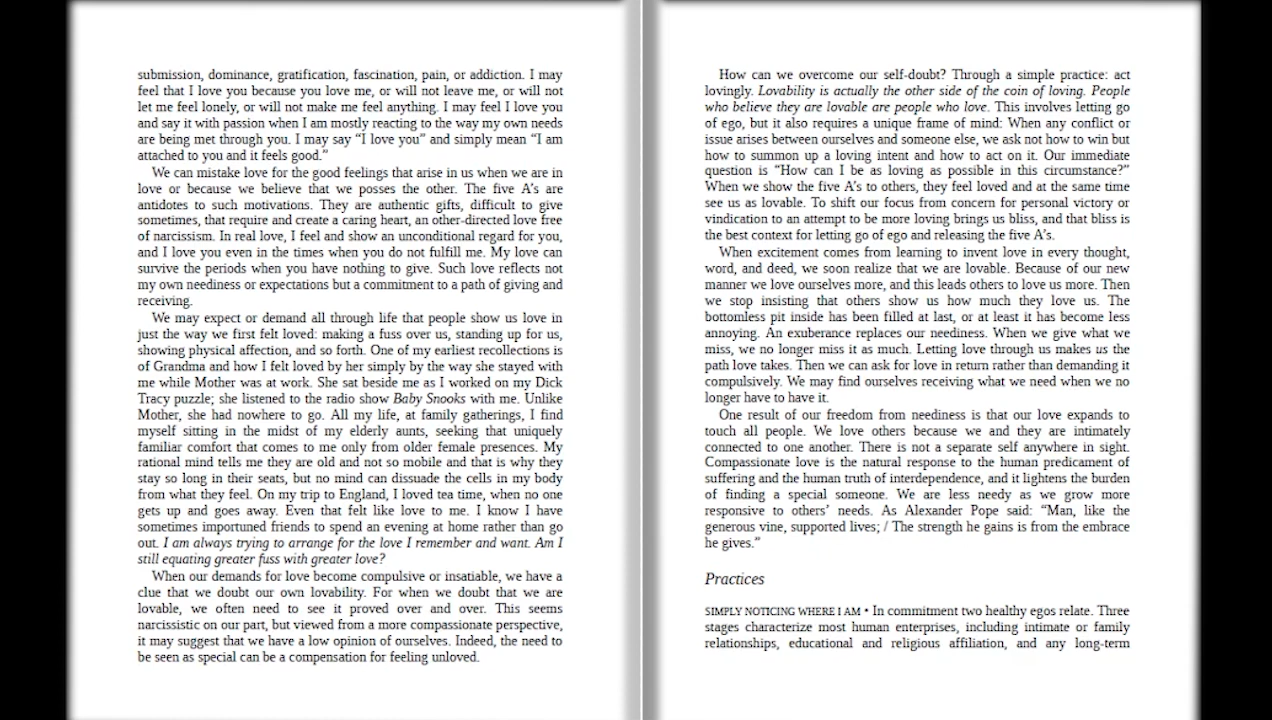 submission, dominance, gratification, fascination, pain, or addiction. I may
feel that I love you because you love me, or will not leave me, or will not
let me feel lonely, or will not make me feel anything. I may feel I love you
and say it with passion when I am mostly reacting to the way my own needs
are being met through you. I may say “I love you” and simply mean “I am
attached to you and it feels good.”
We can mistake love for the good feelings that arise in us when we are in
love or because we believe that we posses the other. The five A’s are
antidotes to such motivations. They are authentic gifts, difficult to give
sometimes, that require and create a caring heart, an other-directed love free
of narcissism. In real love, I feel and show an unconditional regard for you,
and I love you even in the times when you do not fulfill me. My love can
survive the periods when you have nothing to give. Such love reflects not
my own neediness or expectations but a commitment to a path of giving and
receiving.
We may expect or demand all through life that people show us love in
just the way we first felt loved: making a fuss over us, standing up for us,
showing physical affection, and so forth. One of my earliest recollections is
of Grandma and how I felt loved by her simply by the way she stayed with
me while Mother was at work. She sat beside me as I worked on my Dick
Tracy puzzle; she listened to the radio show Baby Snooks with me. Unlike
Mother, she had nowhere to go. All my life, at family gatherings, I find
myself sitting in the midst of my elderly aunts, seeking that uniquely
familiar comfort that comes to me only from older female presences. My
rational mind tells me they are old and not so mobile and that is why they
stay so long in their seats, but no mind can dissuade the cells in my body
from what they feel. On my trip to England, I loved tea time, when no one
gets up and goes away. Even that felt like love to me. I know I have
sometimes importuned friends to spend an evening at home rather than go
out. I am always trying to arrange for the love I remember and want. Am I
still equating greater fuss with greater love?
When our demands for love become compulsive or insatiable, we have a
clue that we doubt our own lovability. For when we doubt that we are
lovable, we often need to see it proved over and over. This seems
narcissistic on our part, but viewed from a more compassionate perspective,
it may suggest that we have a low opinion of ourselves. Indeed, the need to
be seen as special can be a compensation for feeling unloved.
How can we overcome our self-doubt? Through a simple practice: act
lovingly. Lovability is actually the other side of the coin of loving. People
who believe they are lovable are people who love. This involves letting go
of ego, but it also requires a unique frame of mind: When any conflict or
issue arises between ourselves and someone else, we ask not how to win but
how to summon up a loving intent and how to act on it. Our immediate
question is “How can I be as loving as possible in this circumstance?”
When we show the five A’s to others, they feel loved and at the same time
see us as lovable. To shift our focus from concern for personal victory or
vindication to an attempt to be more loving brings us bliss, and that bliss is
the best context for letting go of ego and releasing the five A’s.
When excitement comes from learning to invent love in every thought,
word, and deed, we soon realize that we are lovable. Because of our new
manner we love ourselves more, and this leads others to love us more. Then
we stop insisting that others show us how much they love us. The
bottomless pit inside has been filled at last, or at least it has become less
annoying. An exuberance replaces our neediness. When we give what we
miss, we no longer miss it as much. Letting love through us makes us the
path love takes. Then we can ask for love in return rather than demanding it
compulsively. We may find ourselves receiving what we need when we no
longer have to have it.
One result of our freedom from neediness is that our love expands to
touch all people. We love others because we and they are intimately
connected to one another. There is not a separate self anywhere in sight.
Compassionate love is the natural response to the human predicament of
suffering and the human truth of interdependence, and it lightens the burden
of finding a special someone. We are less needy as we grow more
responsive to others’ needs. As Alexander Pope said: “Man, like the
generous vine, supported lives; / The strength he gains is from the embrace
he gives.”
Practices
SIMPLY NOTICING WHERE I AM • In commitment two healthy egos relate. Three
stages characterize most human enterprises, including intimate or family
relationships, educational and religious affiliation, and any long-term